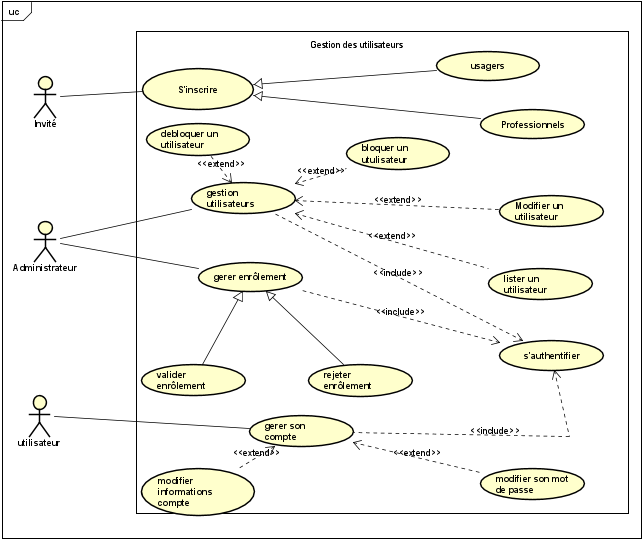 uc
Gestion des utilisateurs
usagers
S'inscrire
Professionnels
Invité
debloquer un
utilisateur
bloquer un
utulisateur
<<extend>>
<<extend>>
gestion
utilisateurs
<<extend>>
Modifier un
utilisateur
<<extend>>
Administrateur
gerer enrôlement
<<include>>
lister un
utilisateur
<<include>>
s'authentifier
valider
enrôlement
rejeter
enrôlement
utilisateur
gerer son
compte
<<include>>
<<extend>>
<<extend>>
modifier
informations
compte
modifier son mot
de passe